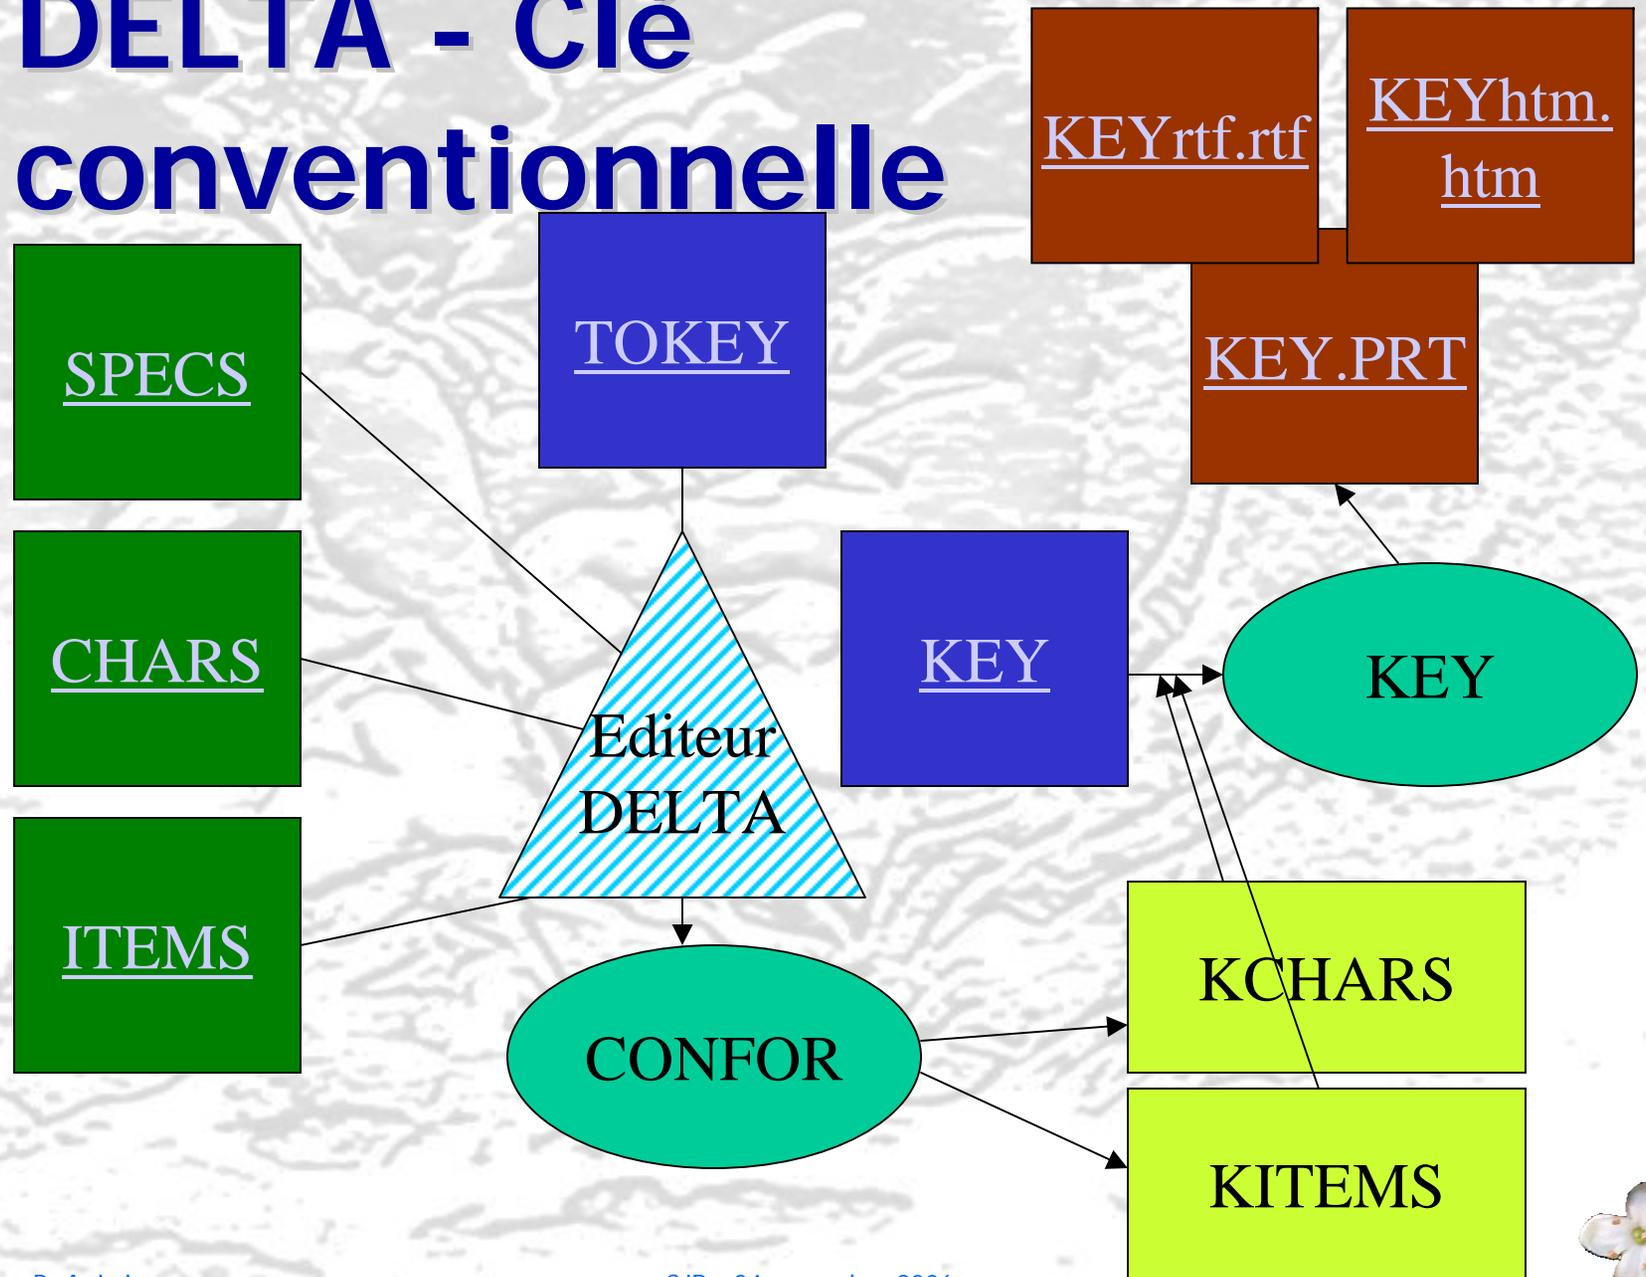 DELTA - Clé
conventionnelle
KEYrtf.rtf
KEYhtm.
htm
SPECS
TOKEY
KEY.PRT
CHARS
Editeur
DELTA
KEY
KEY
ITEMS
CONFOR
KCHARS
KITEMS